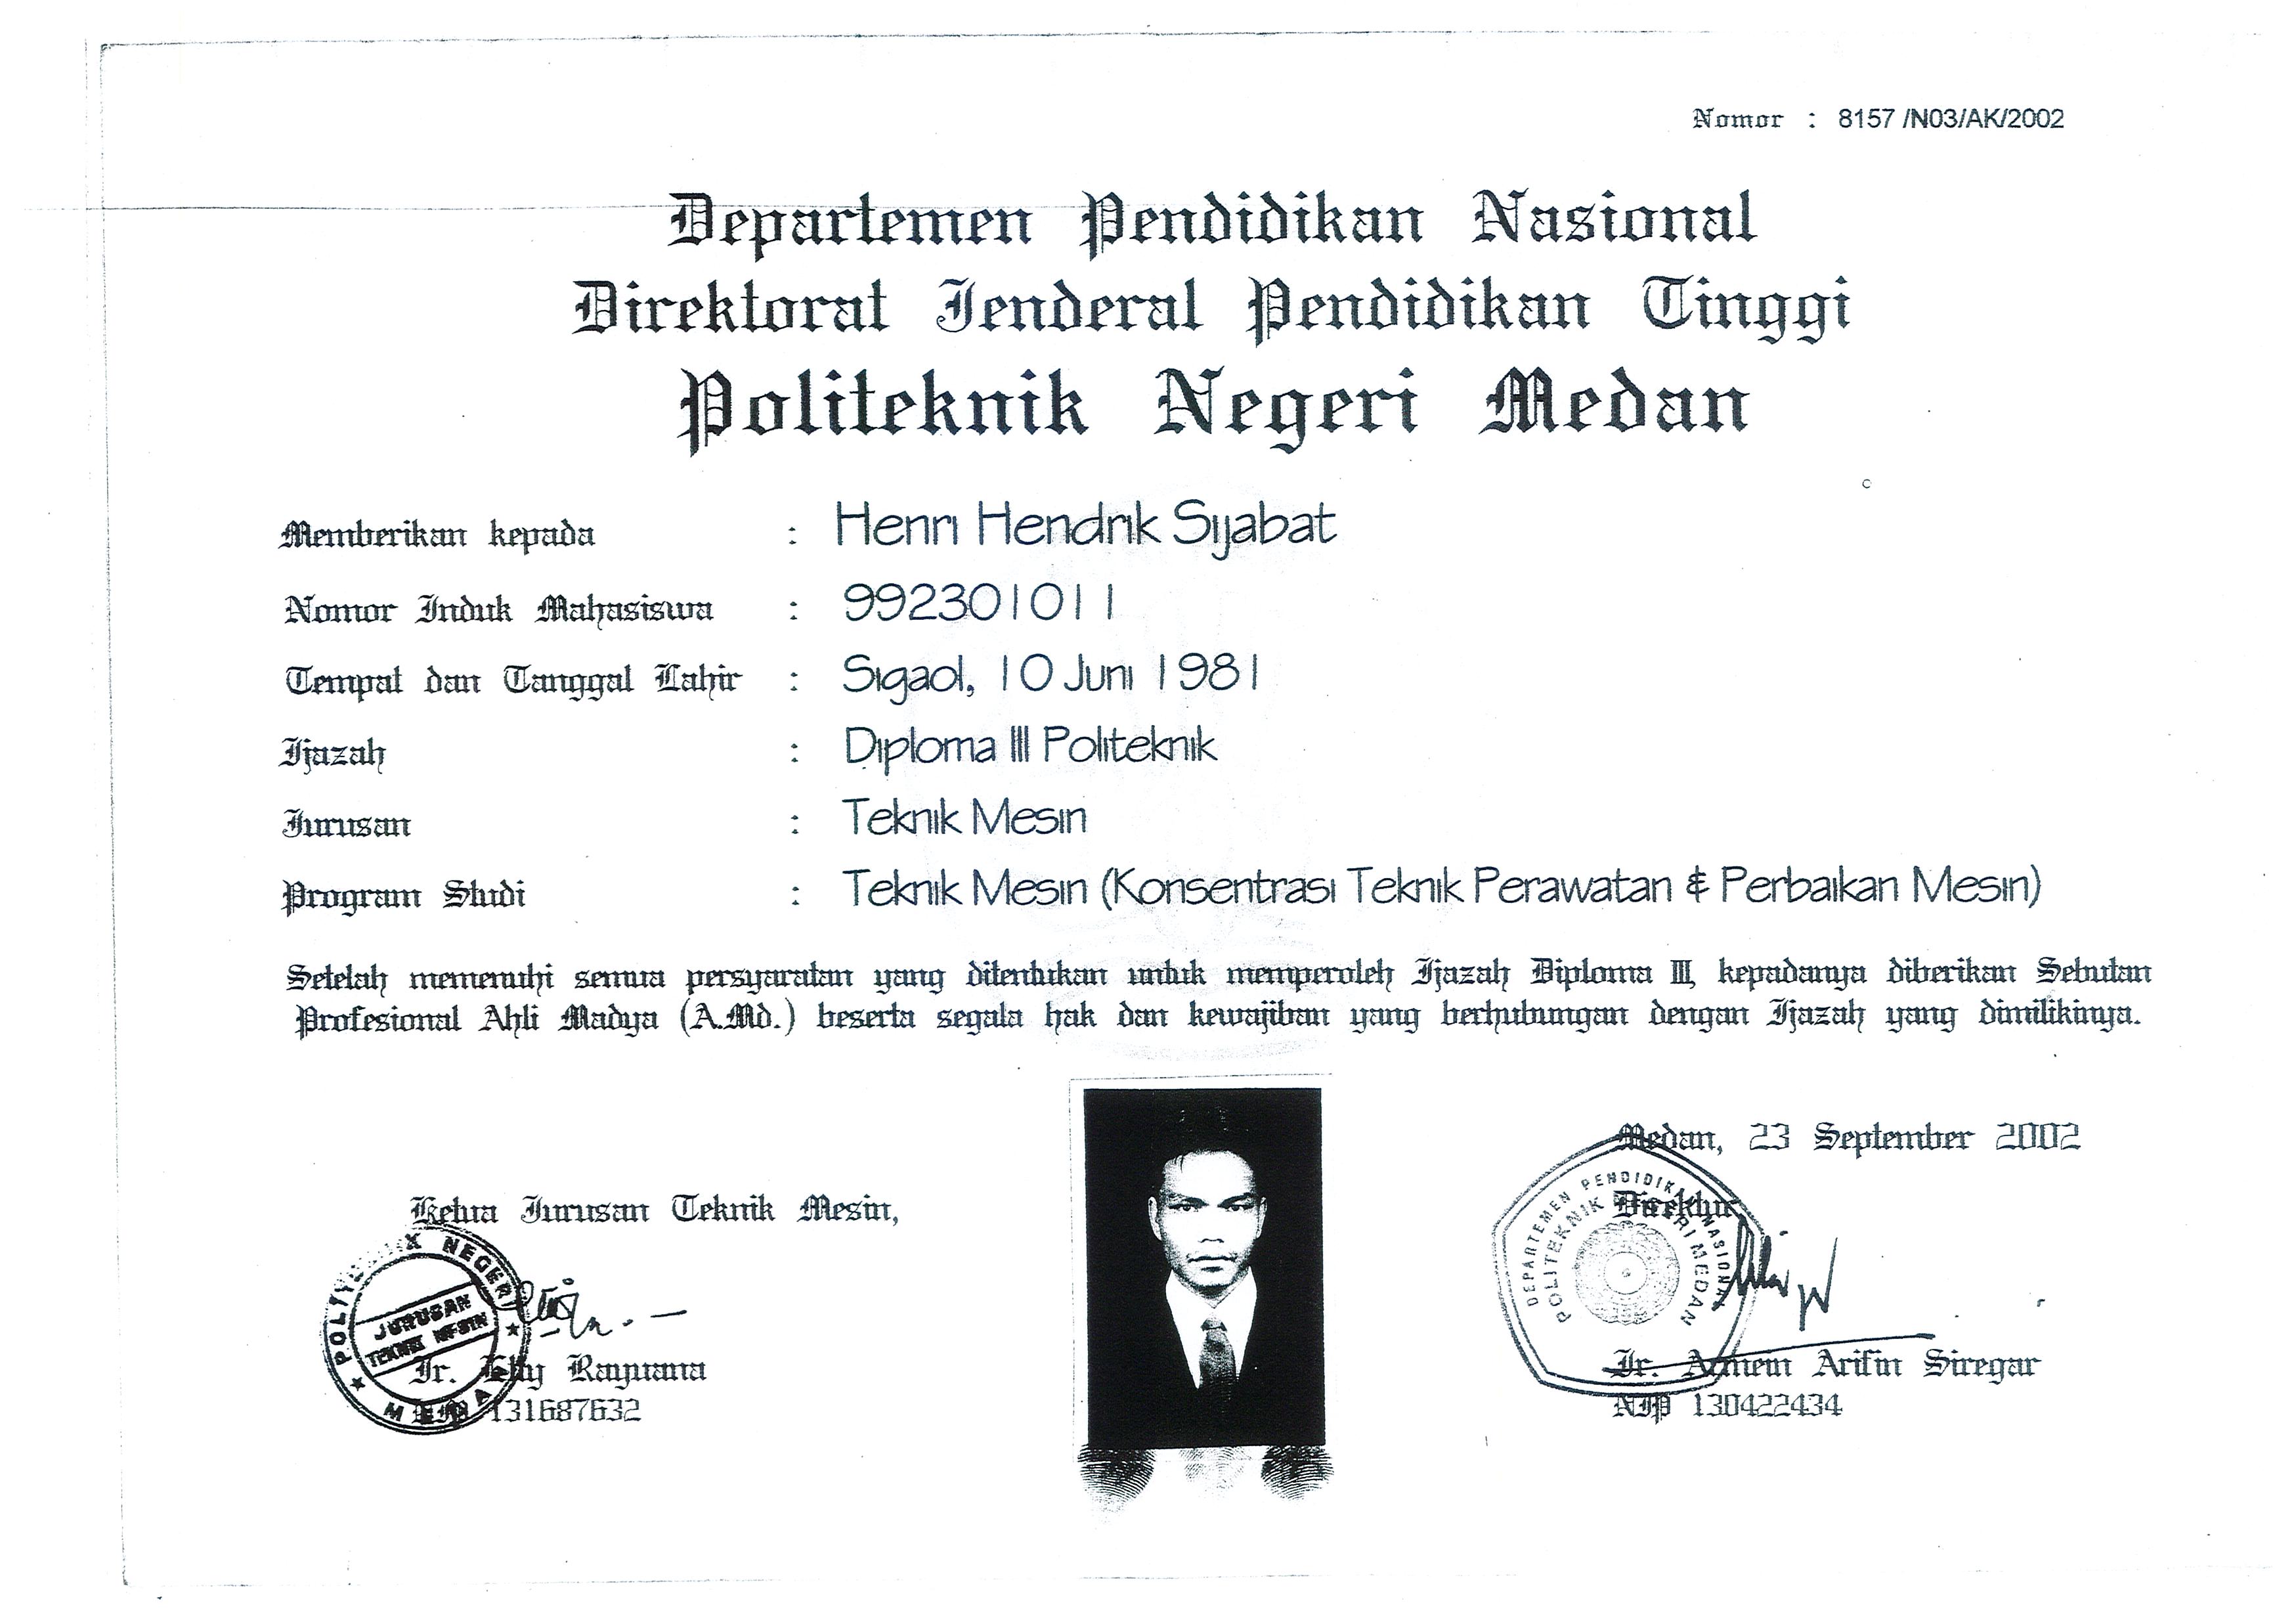 Nomor : 8157 /N03/AK/2002
Departemen Pendidikan Nasional
Direktorat Jenderal Pendidikan Tinggi
Politeknik Negeri Medan
Memberikan kepada : Henri Hendrik Sijabat
Nomor Induk Mahasiswa : 992301011
Tempat dan Tanggal Lahir : Sigaol, 10 Juni 1981
Ijazah : Diploma III Politeknik
Jurusan : Teknik Mesin
Program Studi : Teknik Mesin (Konsentrasi Teknik Perawatan & Perbaikan Mesin)
Setelah memenuhi semua persyaratan yang ditentukan untuk memperoleh Ijazah Diploma III, kepadanya diberikan Sebutan
Profesional Ahli Madya (A.Md.) beserta segala hak dan kewajiban yang berhubungan dengan Ijazah yang dimilikinya.
Medan, 23 September 2002
Ketua Jurusan Teknik Mesin,
Direktur
POLITEKNIK NEGERI
JURUSAN
TEKNIK MESIN
MEDAN
DEPARTEMEN PENDIDIKAN NASIONAL
POLITEKNIK NEGERI MEDAN
Ir. Elly Rayuana
NIP 131687632
Ir. Armein Arifin Siregar
NIP 130422434